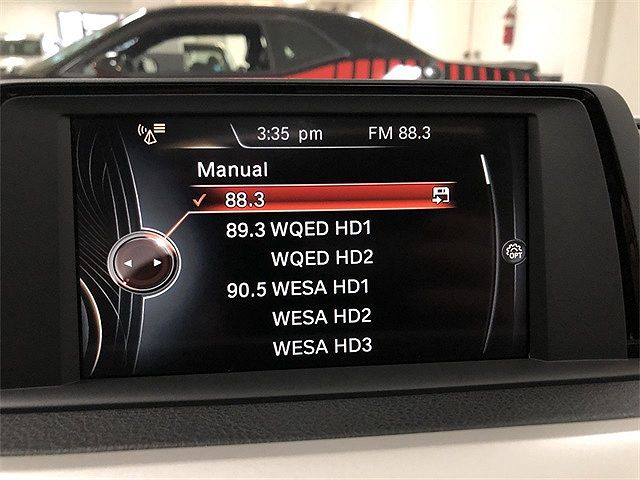 3:35 pm FM 88.3
Manual
88.3
89.3 WQED HD1
WQED HD2
OPT
90.5 WESA HD1
WESA HD2
WESA HD3